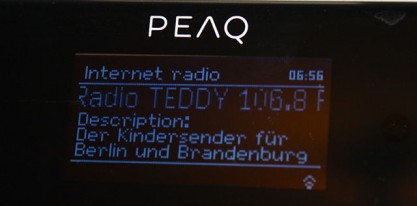 PEAQ
Internet radio 06:56
Radio TEDDY 106.8 F
Description:
Der Kindersender für
Berlin und Brandenburg